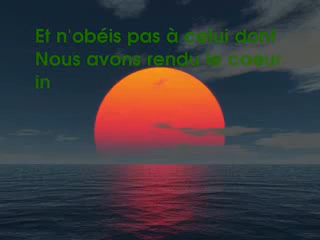 Et n'obéis pas à celui dont
Nous avons rendu le coeur
in